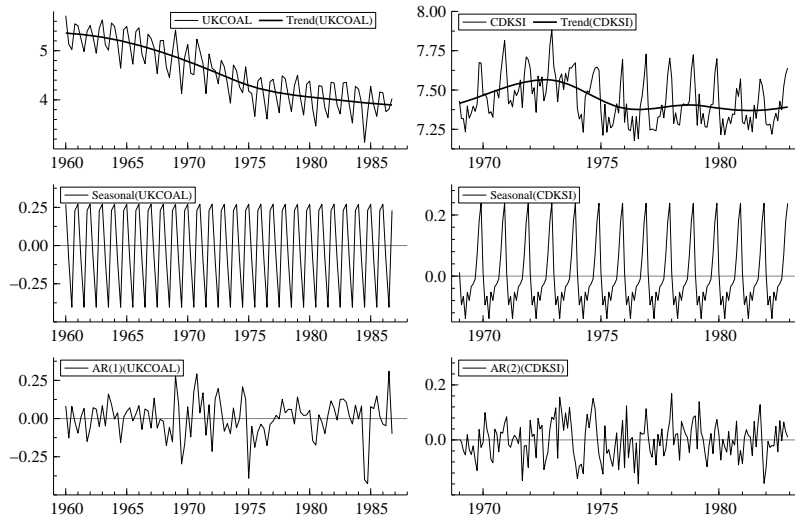 UKCOAL Trend(UKCOAL)
5
4
1960 1965 1970 1975 1980 1985
CDKSI Trend(CDKSI)
8.00
7.75
7.50
7.25
1970 1975 1980
Seasonal(UKCOAL)
0.25
0.00
−0.25
1960 1965 1970 1975 1980 1985
Seasonal(CDKSI)
0.2
0.0
1970 1975 1980
AR(1)(UKCOAL)
0.25
0.00
−0.25
1960 1965 1970 1975 1980 1985
AR(2)(CDKSI)
0.2
0.0
1970 1975 1980